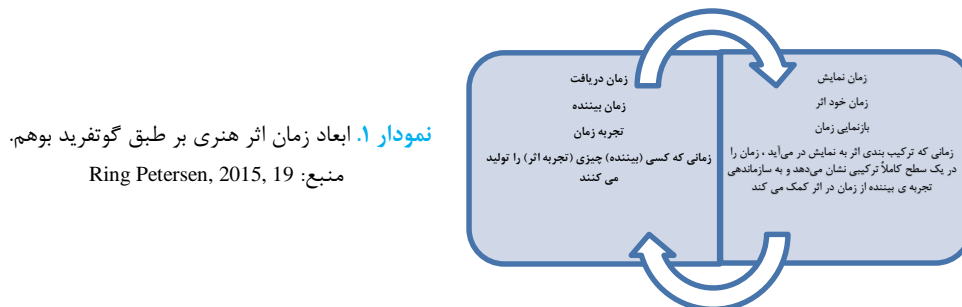 زمان نمایش
زمان خود اثر
بازنمایی زمان
زمانی که ترکیب بندی اثر به نمایش در می‌آید ، زمان را
در یک سطح کاملاً ترکیبی نشان می‌دهد و به سازماندهی
تجربه ی بیننده از زمان در اثر کمک می کند
زمان دریافت
زمان بیننده
تجربه زمان
زمانی که کسی (بیننده) چیزی (تجربه اثر) را تولید
می کنند
نمودار ۱. ابعاد زمان اثر هنری بر طبق گوتفرید بوهم.
منبع: Ring Petersen, 2015, 19